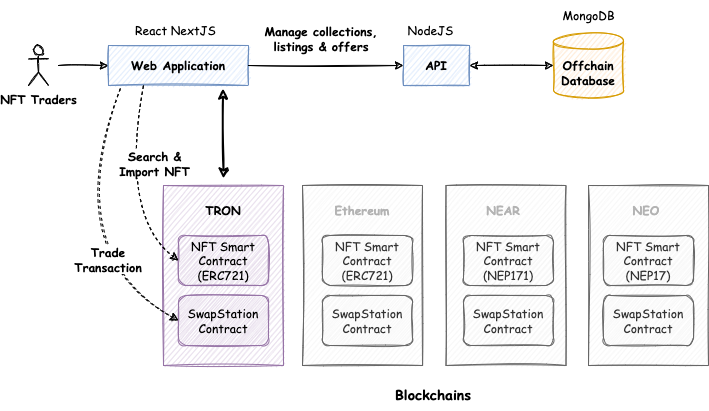 MongoDB
React NextJS
Manage collections,
listings & offers
NodeJS
Web Application
API
Offchain
Database
NFT Traders
Search &
Import NFT
Trade
Transaction
TRON
NFT Smart
Contract
(ERC721)
SwapStation
Contract
Ethereum
NFT Smart
Contract
(ERC721)
SwapStation
Contract
NEAR
NFT Smart
Contract
(NEP171)
SwapStation
Contract
NEO
NFT Smart
Contract
(NEP17)
SwapStation
Contract
Blockchains